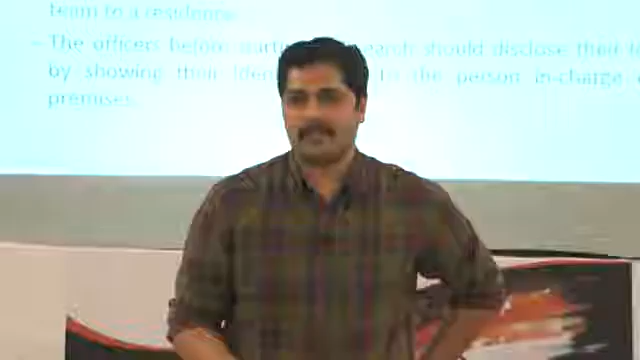 team to a residence.
–The officers before starting search should disclose their
by showing their Iden to the person in-charge
premises.